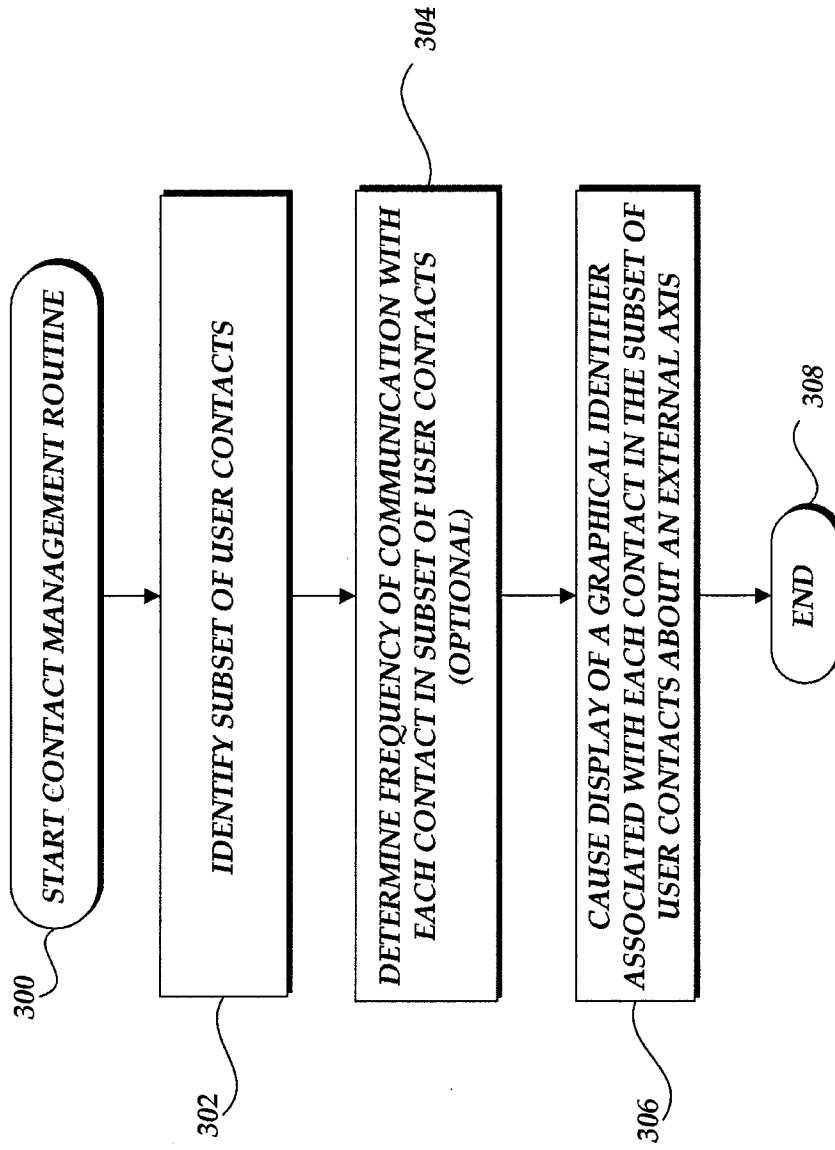 300
START CONTACT MANAGEMENT ROUTINE
302
IDENTIFY SUBSET OF USER CONTACTS
304
DETERMINE FREQUENCY OF COMMUNICATION WITH
EACH CONTACT IN SUBSET OF USER CONTACTS
(OPTIONAL)
306
CAUSE DISPLAY OF A GRAPHICAL IDENTIFIER
ASSOCIATED WITH EACH CONTACT IN THE SUBSET OF
USER CONTACTS ABOUT AN EXTERNAL AXIS
308
END